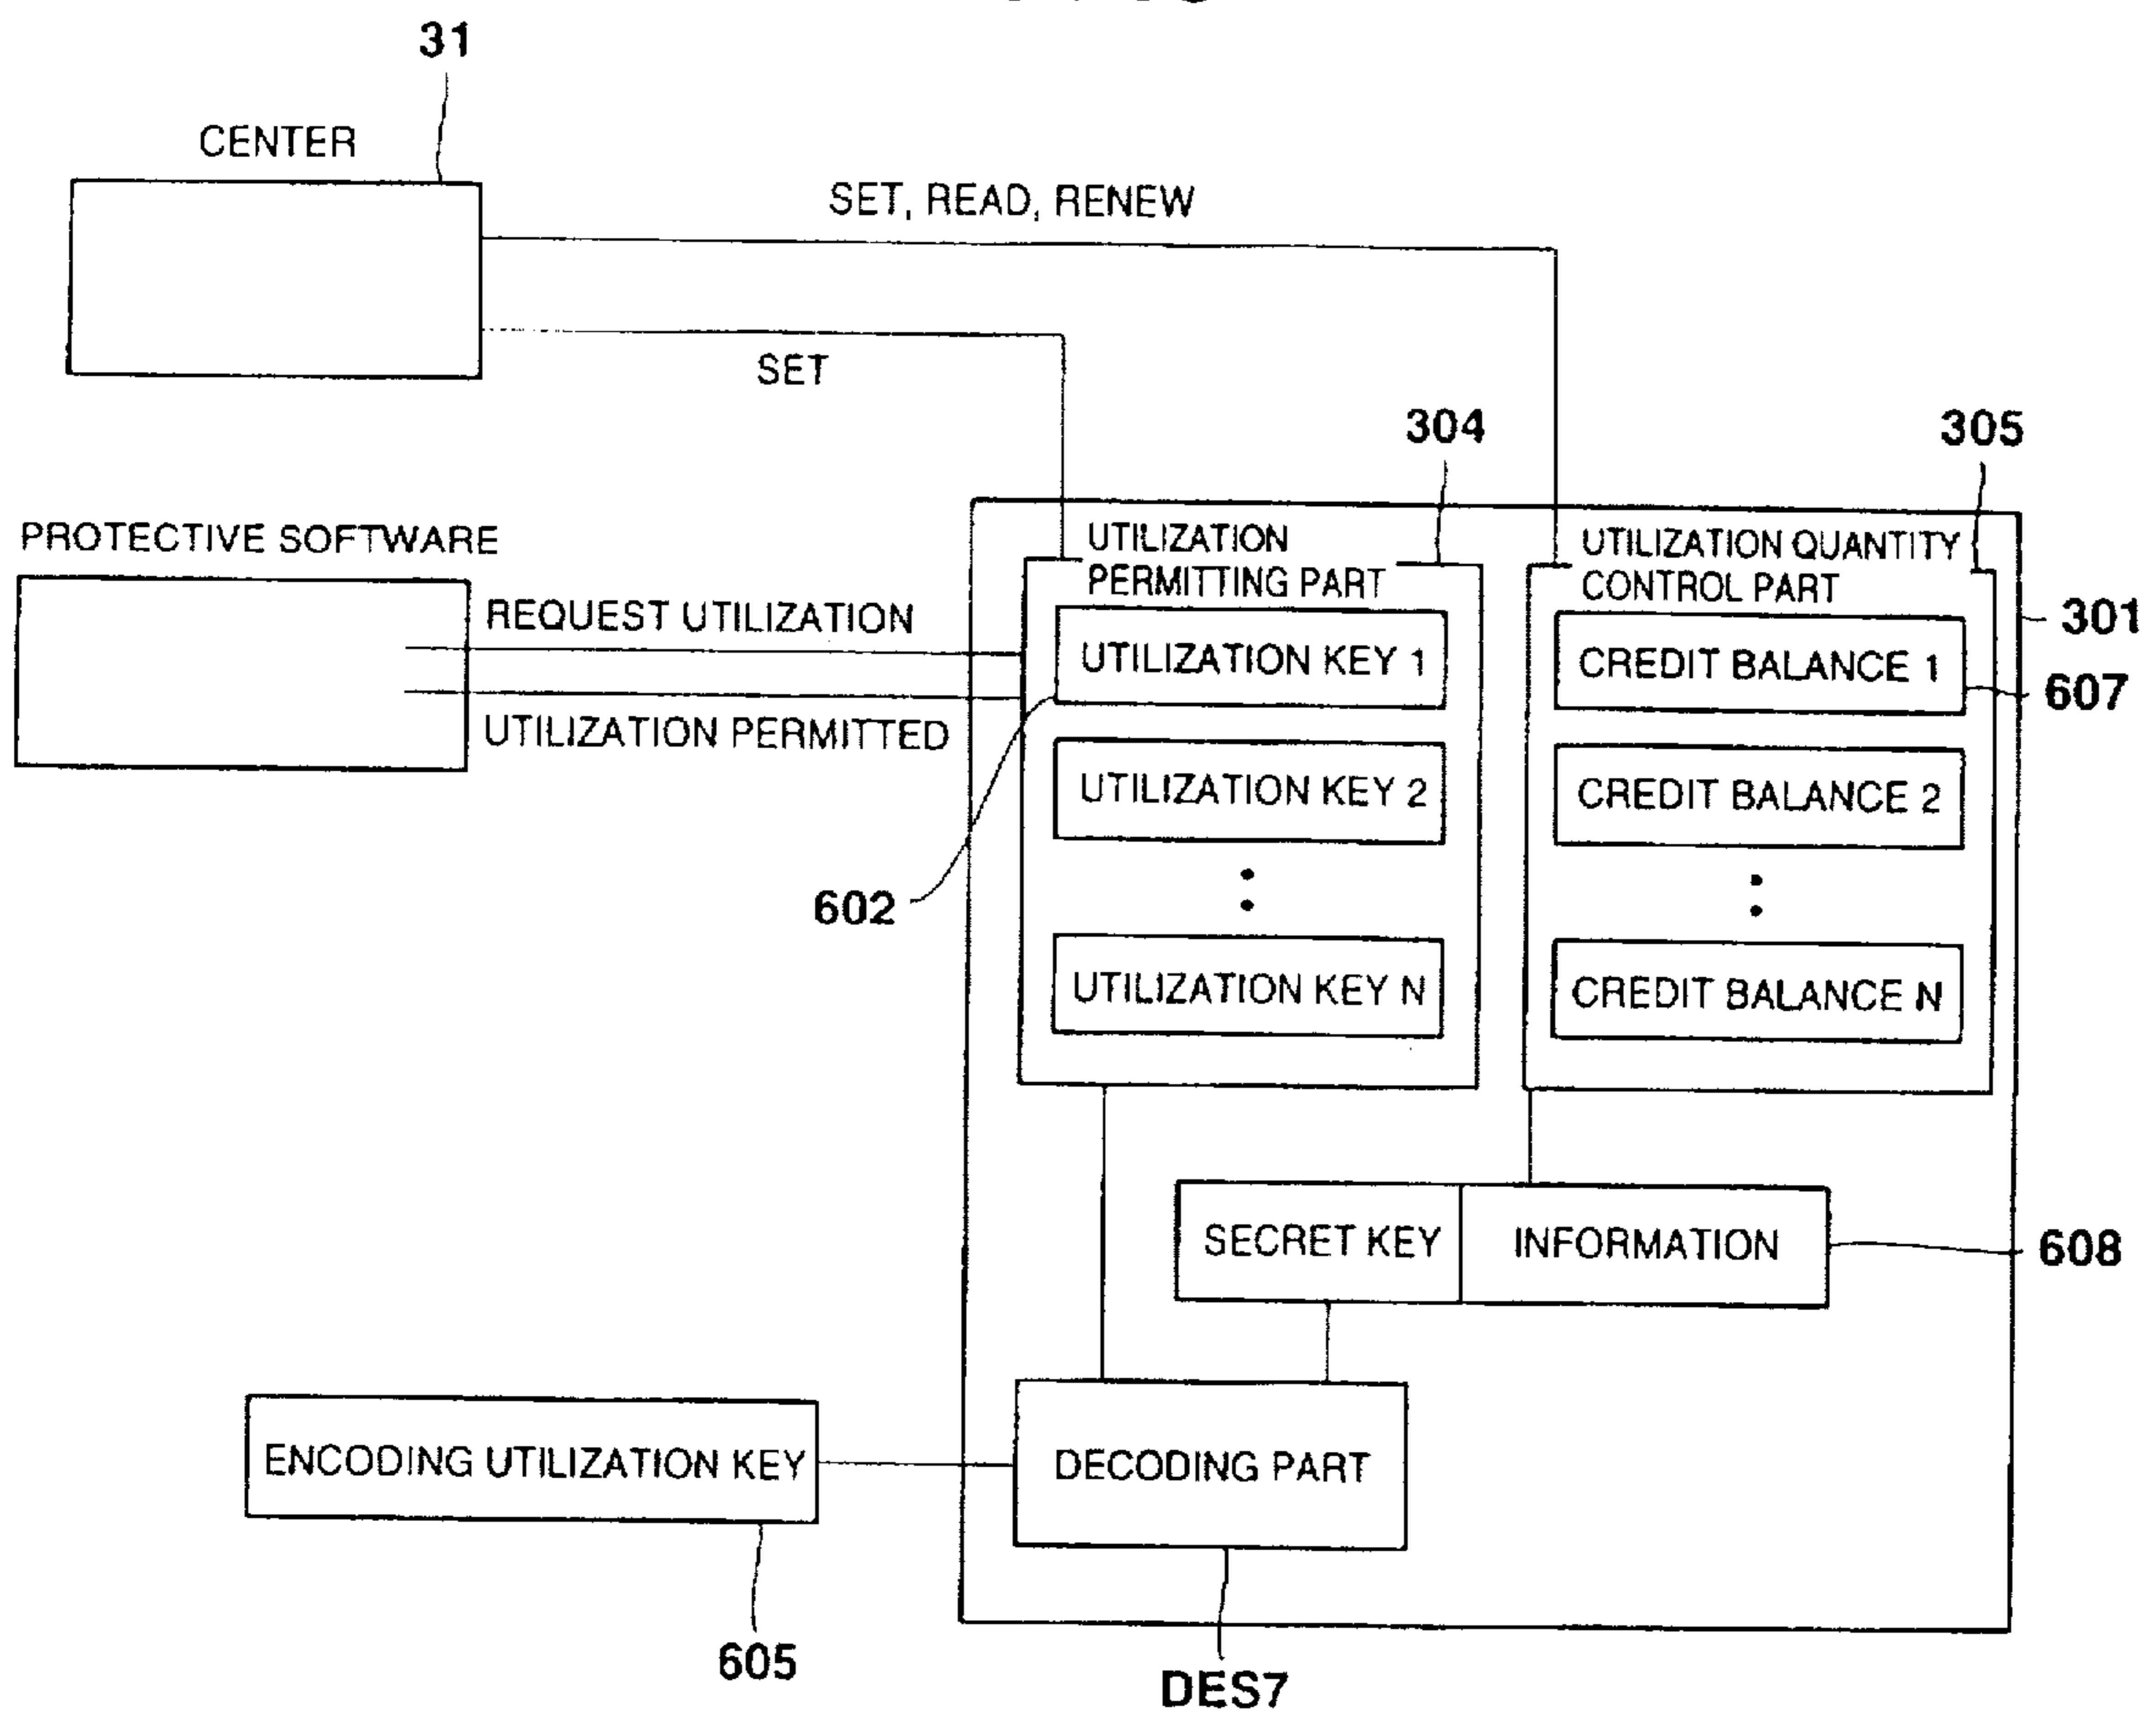 31
CENTER
SET, READ, RENEW
SET
304
305
PROTECTIVE SOFTWARE
UTILIZATION
PERMITTING PART
UTILIZATION QUANTITY
CONTROL PART
301
REQUEST UTILIZATION
UTILIZATION KEY 1
CREDIT BALANCE 1
607
UTILIZATION PERMITTED
UTILIZATION KEY 2
CREDIT BALANCE 2
602
UTILIZATION KEY N
CREDIT BALANCE N
SECRET KEY
INFORMATION
608
ENCODING UTILIZATION KEY
DECODING PART
605
DES7